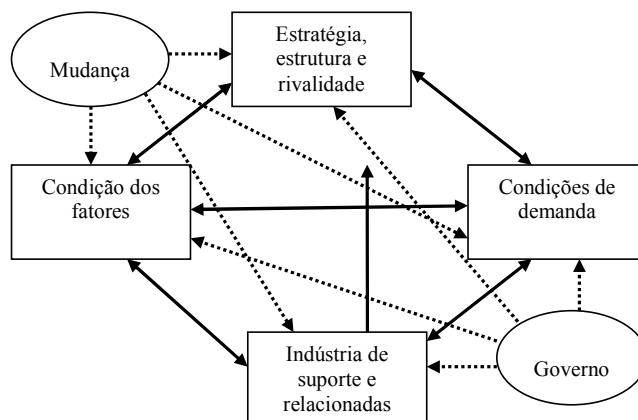 Estratégia,
estrutura e
rivalidade
Mudança
Condição dos
fatores
Condições de
demanda
Indústria de
suporte e
relacionadas
Governo